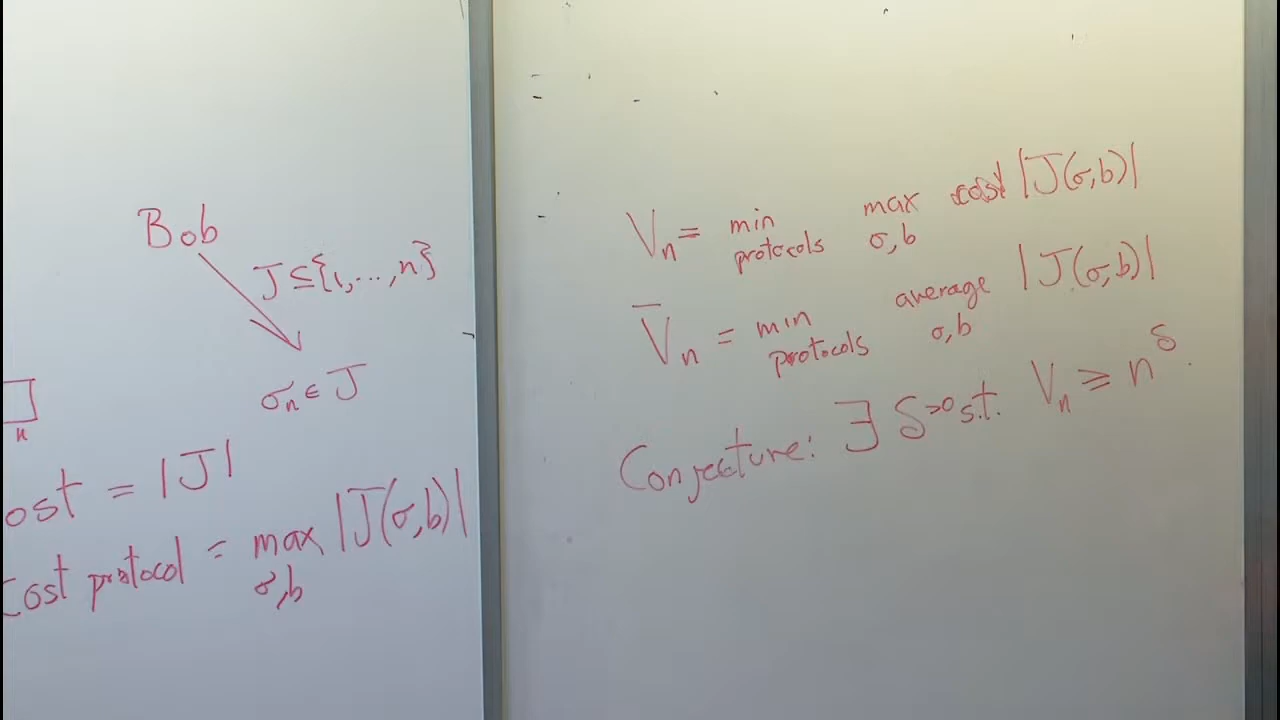 Bob
J ⊆ {1, ..., n}
σₙ ∈ J
n
ost = |J|
Cost protocol = max |J(σ,b)|
σ,b
Vₙ = min max cost |J(σ,b)|
protocols σ,b
V̄ₙ = min average |J(σ,b)|
protocols σ,b
Conjecture: ∃ δ>0 s.t. Vₙ ≥ n^δ.